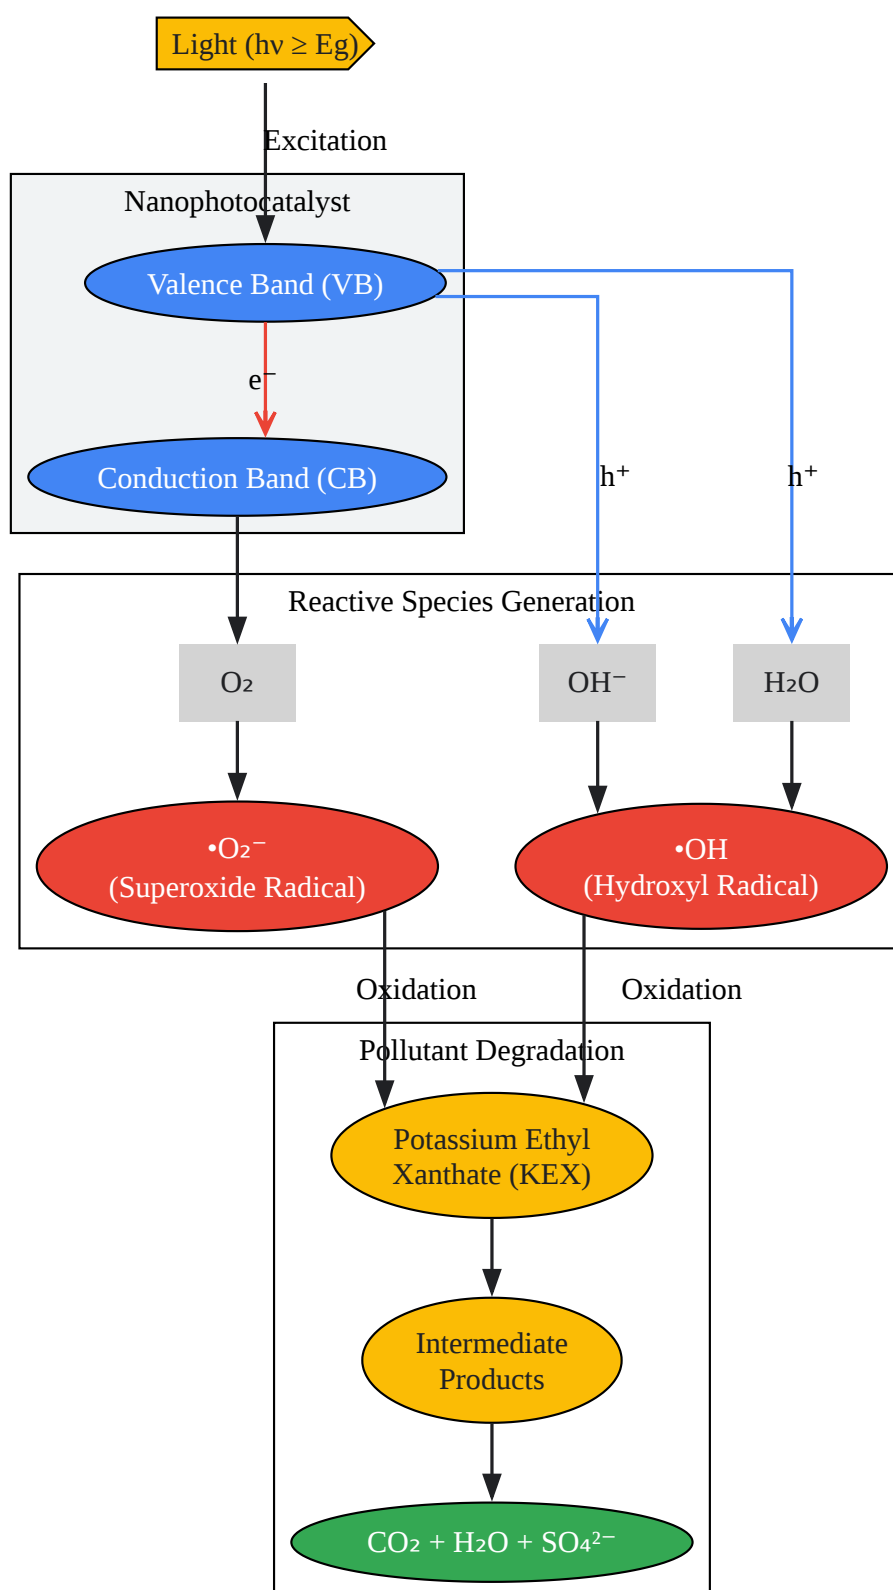 Light (hν ≥ Eg)
Excitation
Nanophotocatalyst
Valence Band (VB)
e⁻
Conduction Band (CB)
h⁺
h⁺
Reactive Species Generation
O₂
OH⁻
H₂O
•O₂⁻
(Superoxide Radical)
•OH
(Hydroxyl Radical)
Oxidation
Oxidation
Pollutant Degradation
Potassium Ethyl
Xanthate (KEX)
Intermediate
Products
CO₂ + H₂O + SO₄²⁻